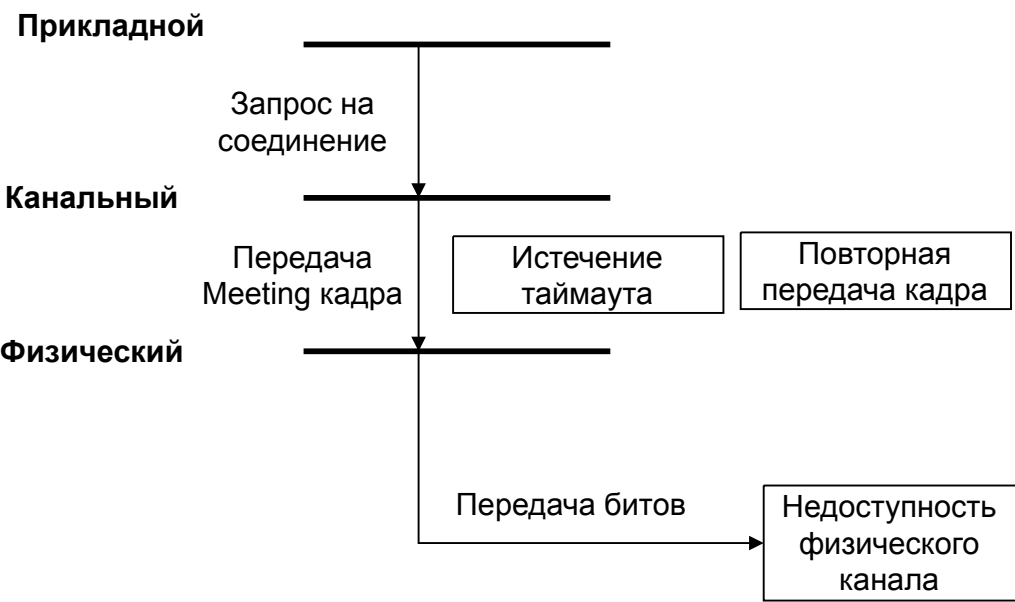 Прикладной
Запрос на
соединение
Канальный
Передача
Meeting кадра
Истечение
таймаута
Повторная
передача кадра
Физический
Передача битов
Недоступность
физического
канала